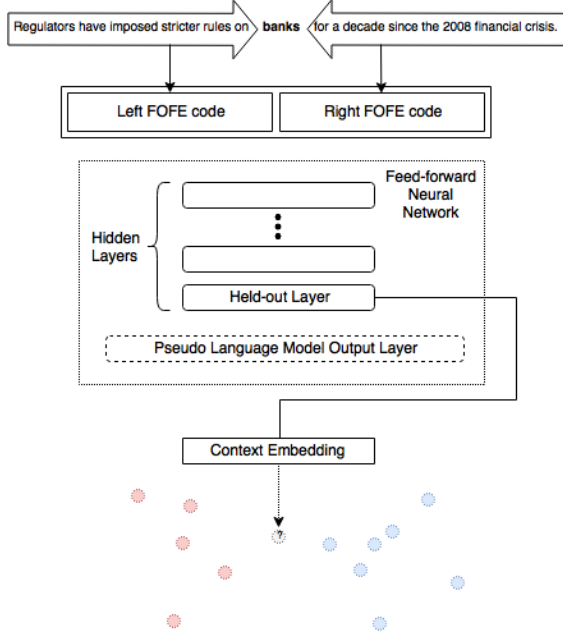 Regulators have imposed stricter rules on banks for a decade since the 2008 financial crisis.
Left FOFE code Right FOFE code
Feed-forward
Neural
Network
Hidden
Layers
Held-out Layer
Pseudo Language Model Output Layer
Context Embedding
?